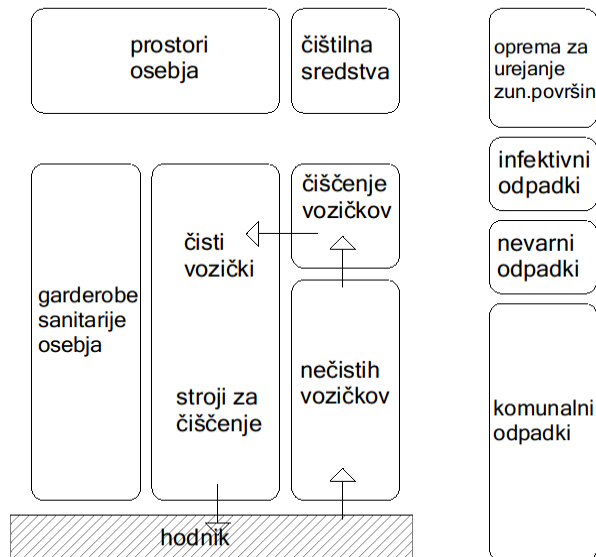 prostori
osebja
čistilna
sredstva
oprema za
urejanje
zun.površin
infektivni
odpadki
čiščenje
vozičkov
čisti
vozički
nevarni
odpadki
garderobe
sanitarije
osebja
nečistih
vozičkov
stroji za
čiščenje
komunalni
odpadki
hodnik